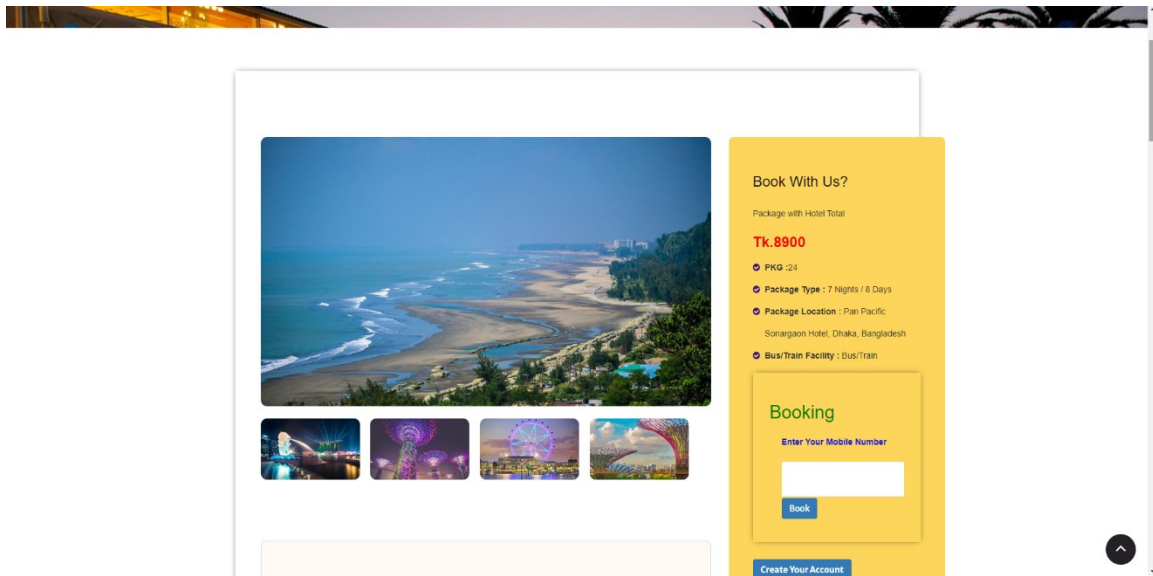 Book With Us?
Package with Hotel Total
Tk.8900
PKG :24
Package Type : 7 Nights / 8 Days
Package Location : Pan Pacific
Sonargaon Hotel, Dhaka, Bangladesh
Bus/Train Facility : Bus/Train
Booking
Enter Your Mobile Number
Book
Create Your Account